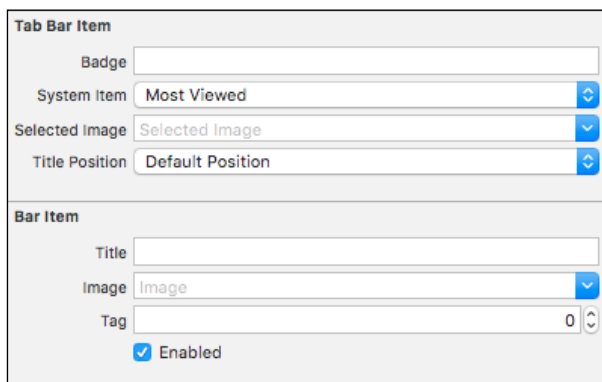 Tab Bar Item
Badge
System Item Most Viewed
Selected Image Selected Image
Title Position Default Position
Bar Item
Title
Image Image
Tag 0
Enabled